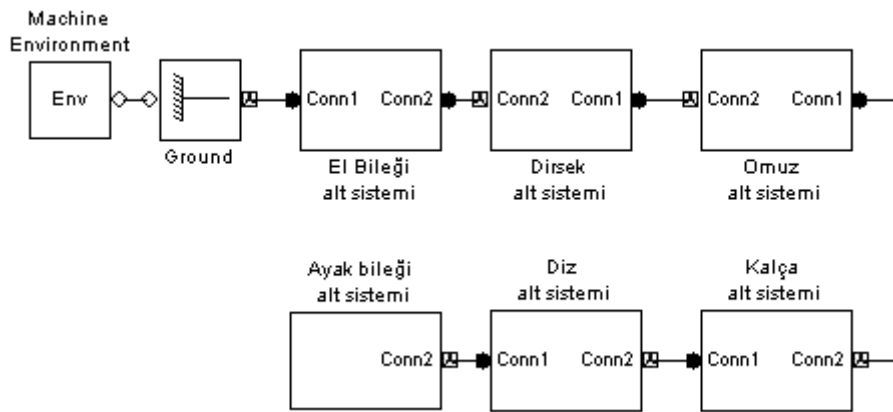 Machine
Environment
Env
Ground
Conn1 Conn2
El Bileği
alt sistemi
Conn2 Conn1
Dirsek
alt sistemi
Conn2
Omuz
alt sistemi
Ayak bileği
alt sistemi
Conn2
Diz
alt sistemi
Conn1 Conn2
Kalça
alt sistemi
Conn1 Conn2